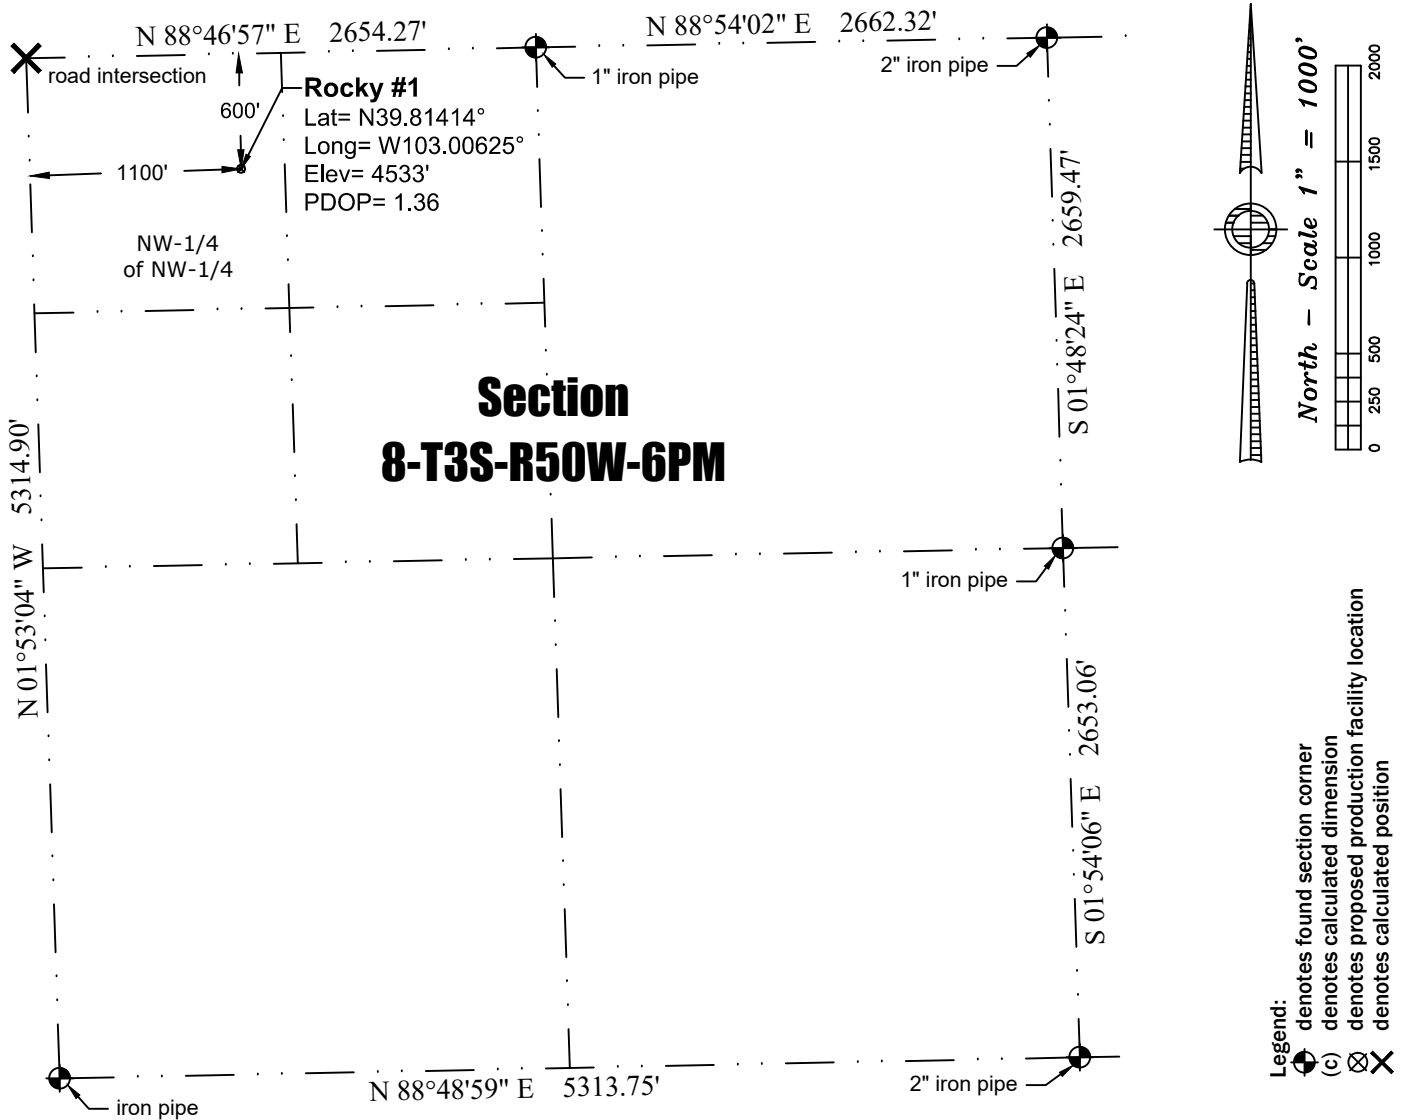 N 88°46'57" E 2654.27'
N 88°54'02" E 2662.32'
road intersection
1" iron pipe
2" iron pipe
600'
Rocky #1
Lat= N39.81414°
Long= W103.00625°
Elev= 4533'
PDOP= 1.36
1100'
NW-1/4
of NW-1/4
S 01°48'24" E 2659.47'
Section
8-T3S-R50W-6PM
N 01°53'04" W 5314.90'
1" iron pipe
S 01°54'06" E 2653.06'
N 88°48'59" E 5313.75'
iron pipe
2" iron pipe
North - Scale 1" = 1000'
0 250 500 1000 1500 2000
Legend:
denotes found section corner
(c) denotes calculated dimension
denotes proposed production facility location
denotes calculated position